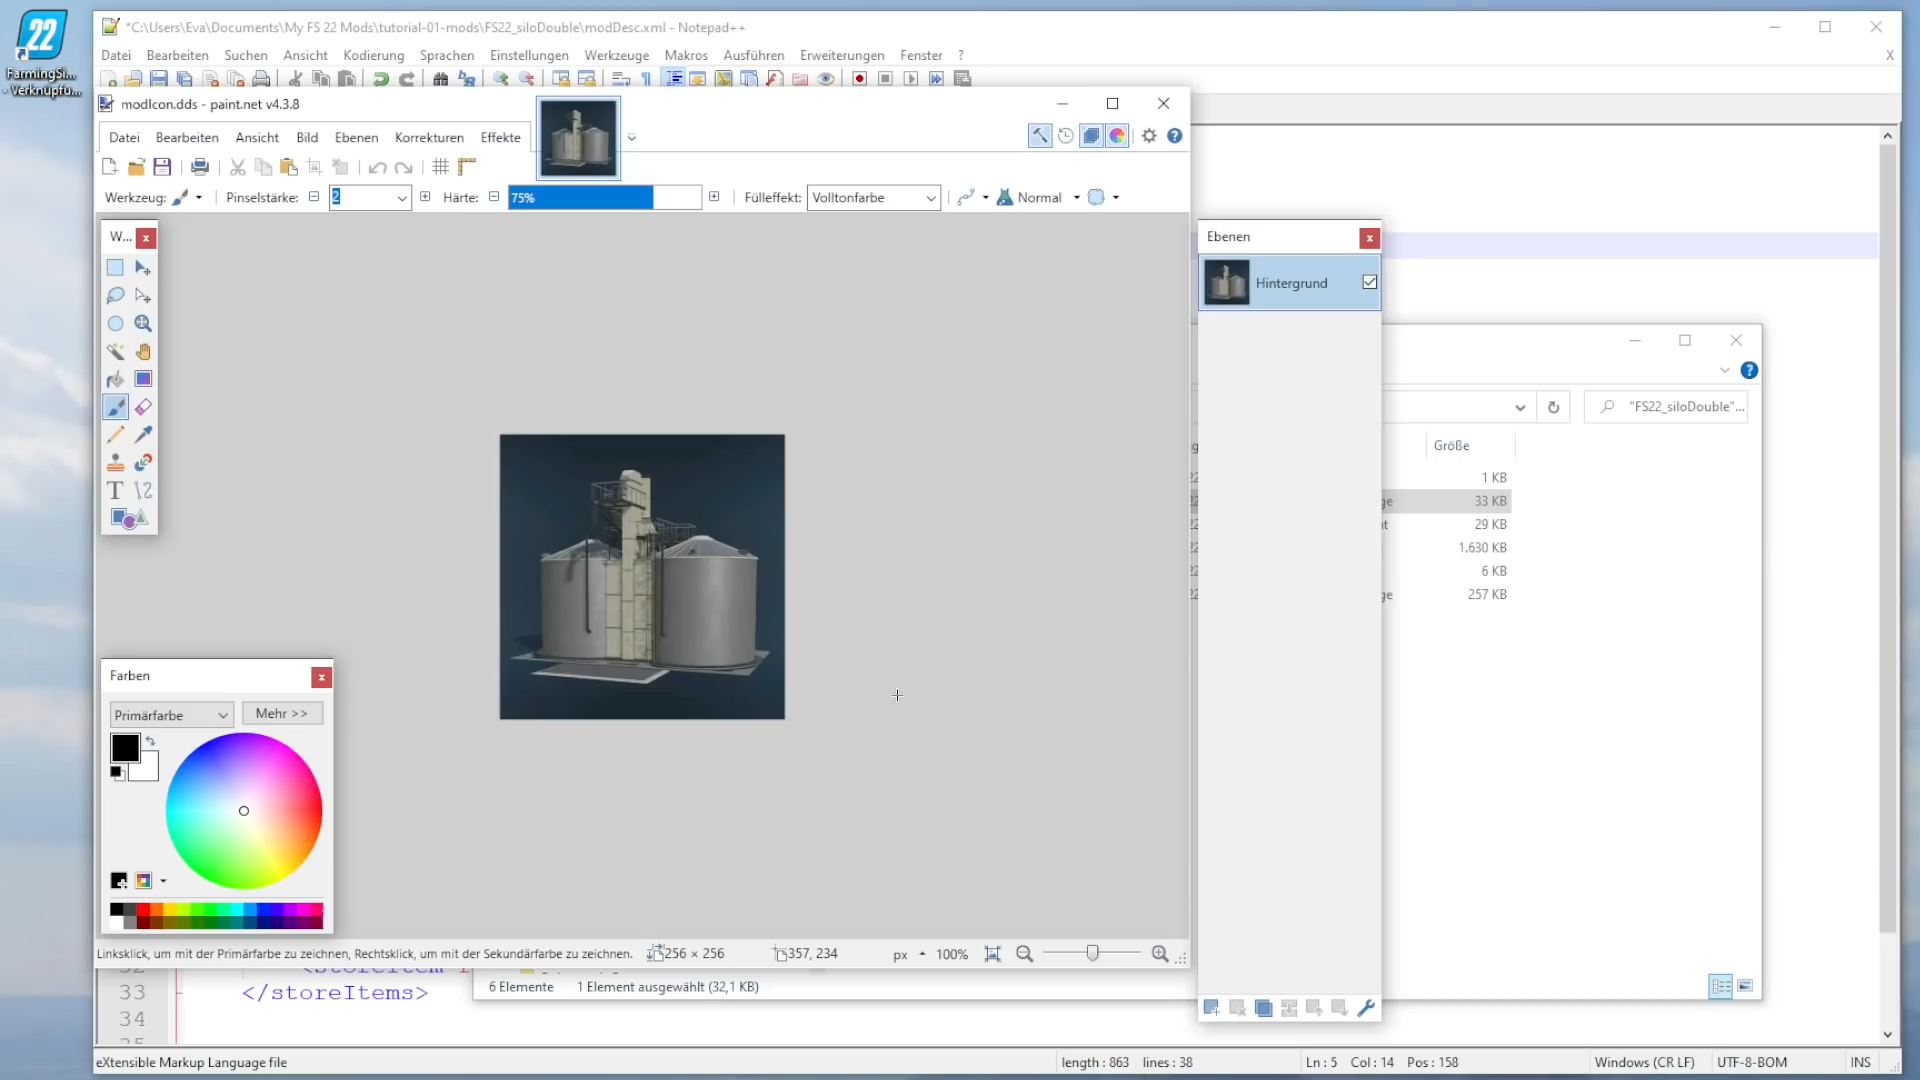 22
FarmingSi...
- Verknüpfu...
*C:\Users\Eva\Documents\My FS 22 Mods\tutorial-01-mods\FS22_siloDouble\modDesc.xml - Notepad++
Datei Bearbeiten Suchen Ansicht Kodierung Sprachen Einstellungen Werkzeuge Makros Ausführen Erweiterungen Fenster ?
X
modIcon.dds - paint.net v4.3.8
Datei Bearbeiten Ansicht Bild Ebenen Korrekturen Effekte
Werkzeug: Pinselstärke: 2 Härte: 75% Fülleffekt: Volltonfarbe Normal
W...
Ebenen
Hintergrund
"FS22_siloDouble"...
Größe
1 KB
ge 33 KB
29 KB
1.630 KB
6 KB
ge 257 KB
Farben
Primärfarbe Mehr >>
Linksklick, um mit der Primärfarbe zu zeichnen, Rechtsklick, um mit der Sekundärfarbe zu zeichnen. 256 × 256 357, 234 px 100%
33 </storeItems>
6 Elemente 1 Element ausgewählt (32,1 KB)
34
eXtensible Markup Language file length : 863 lines : 38 Ln : 5 Col : 14 Pos : 158 Windows (CR LF) UTF-8-BOM INS